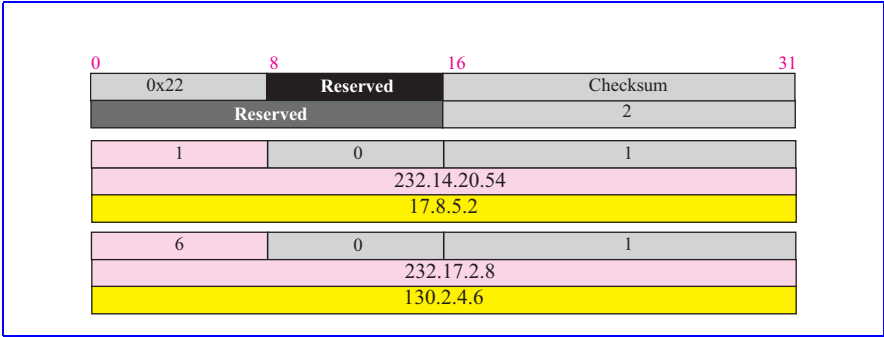 0 8 16 31
0x22 Reserved Checksum
Reserved 2
1 0 1
232.14.20.54
17.8.5.2
6 0 1
232.17.2.8
130.2.4.6